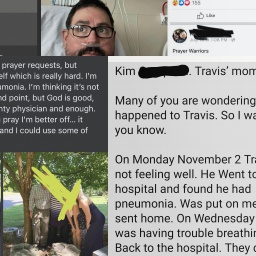 155
Like
Prayer Warriors
prayer requests, but
elf which is really hard. I'm
umonia. I'm thinking it's not
nd point, but God is good,
hty physician and enough.
pray I'm better off... it
and I could use some of
Kim . Travis' mom
Many of you are wondering
happened to Travis. So I wa
you know.
On Monday November 2 Tra
not feeling well. He Went to
hospital and found he had
pneumonia. Was put on me
sent home. On Wednesday
was having trouble breathin
Back to the hospital. They d